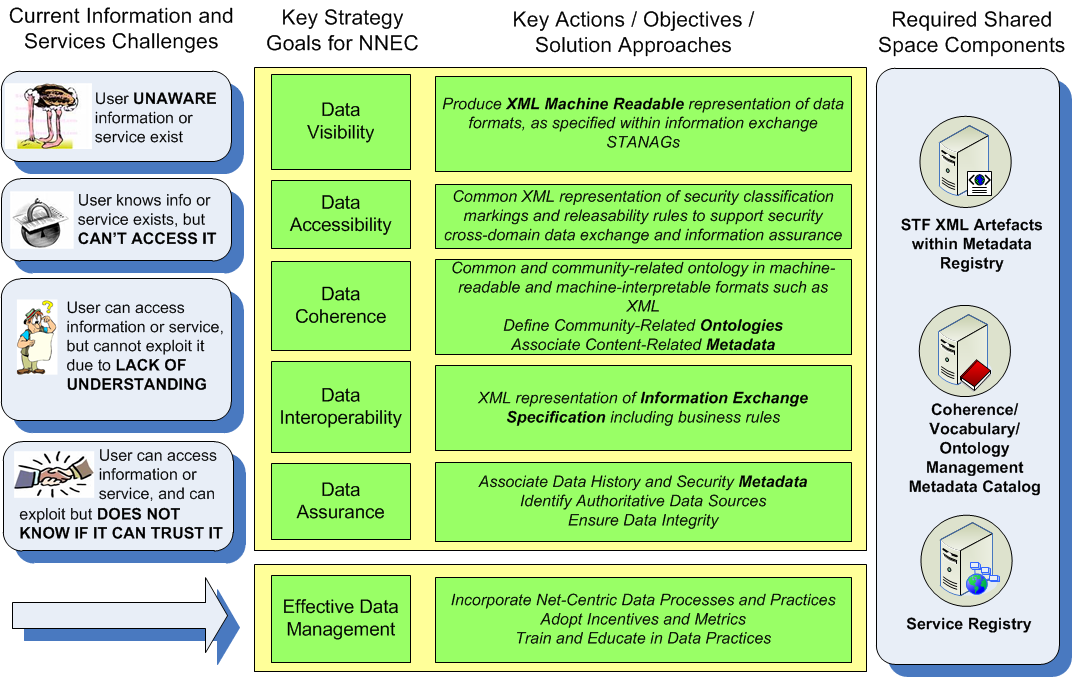 Current Information and
Services Challenges
Key Strategy
Goals for NNEC
Key Actions / Objectives /
Solution Approaches
Required Shared
Space Components
User UNAWARE
information or
service exist
User knows info or
service exists, but
CAN'T ACCESS IT
User can access
information or service,
but cannot exploit it
due to LACK OF
UNDERSTANDING
User can access
information or
service, and can
exploit but DOES NOT
KNOW IF IT CAN TRUST IT
Data
Visibility
Produce XML Machine Readable representation of data
formats, as specified within information exchange
STANAGs
Data
Accessibility
Common XML representation of security classification
markings and releasability rules to support security
cross-domain data exchange and information assurance
Data
Coherence
Common and community-related ontology in machine-
readable and machine-interpretable formats such as
XML
Define Community-Related Ontologies
Associate Content-Related Metadata
Data
Interoperability
XML representation of Information Exchange
Specification including business rules
Data
Assurance
Associate Data History and Security Metadata
Identify Authoritative Data Sources
Ensure Data Integrity
Effective Data
Management
Incorporate Net-Centric Data Processes and Practices
Adopt Incentives and Metrics
Train and Educate in Data Practices
STF XML Artefacts
within Metadata
Registry
Coherence/
Vocabulary/
Ontology
Management
Metadata Catalog
Service Registry